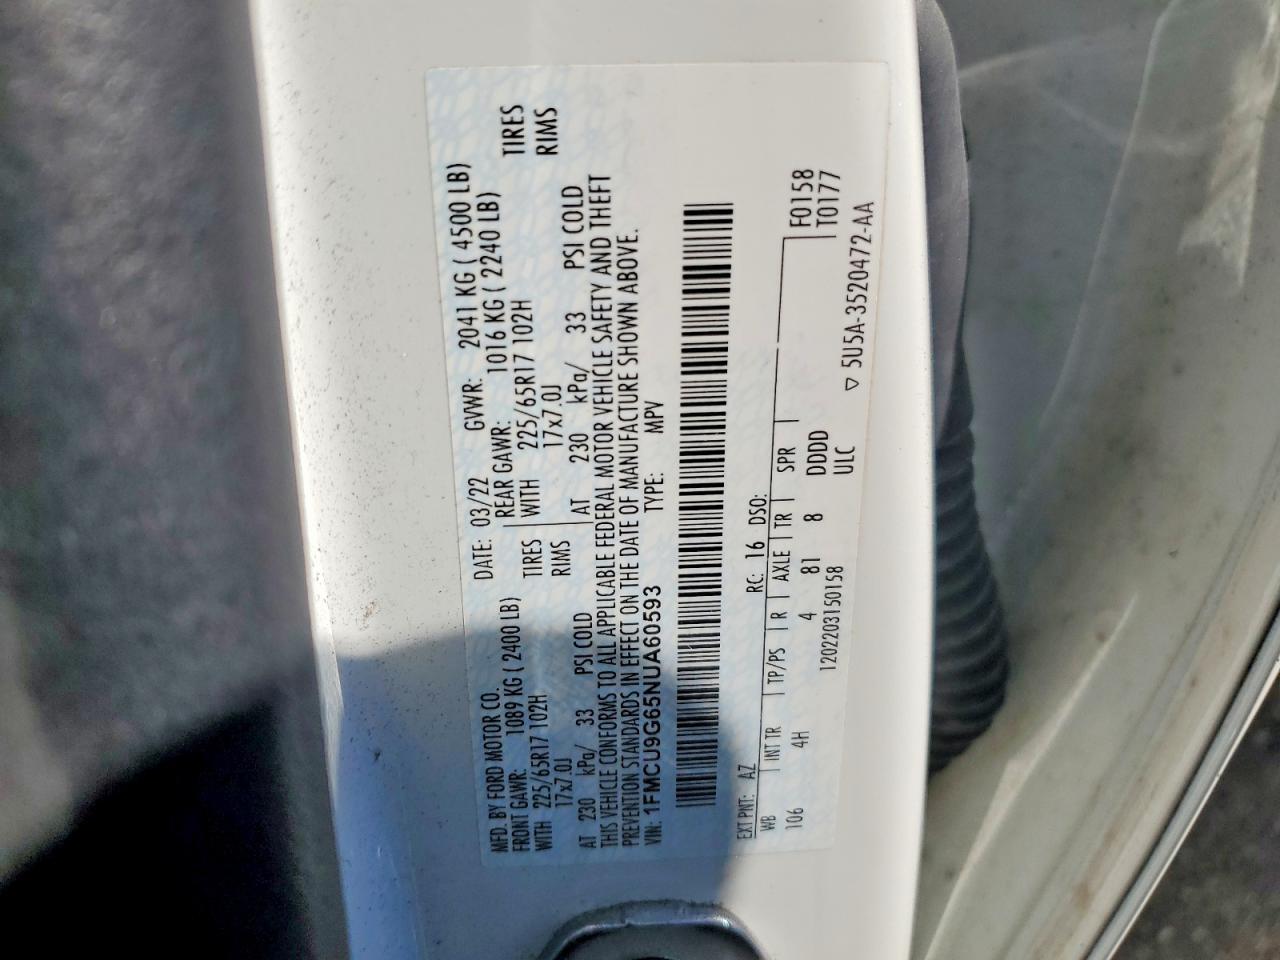 MFD. BY FORD MOTOR CO.
DATE: 03/22 GVWR: 2041 KG ( 4500 LB)
FRONT GAWR: 1089 KG ( 2400 LB) REAR GAWR: 1016 KG ( 2240 LB)
WITH 225/65R17 102H TIRES WITH 225/65R17 102H TIRES
17x7.0J RIMS 17x7.0J RIMS
AT 230 kPa/ 33 PSI COLD AT 230 kPa/ 33 PSI COLD
THIS VEHICLE CONFORMS TO ALL APPLICABLE FEDERAL MOTOR VEHICLE SAFETY AND THEFT
PREVENTION STANDARDS IN EFFECT ON THE DATE OF MANUFACTURE SHOWN ABOVE.
VIN: 1FMCU9G65NUA60593 TYPE: MPV
EXT PNT: AZ RC: 16 DSO:
WB INT TR TP/PS R AXLE TR SPR F0158
106 4H 4 81 8 DDDD T0177
1202203150158 ULC
▽ 5U5A-3520472-AA